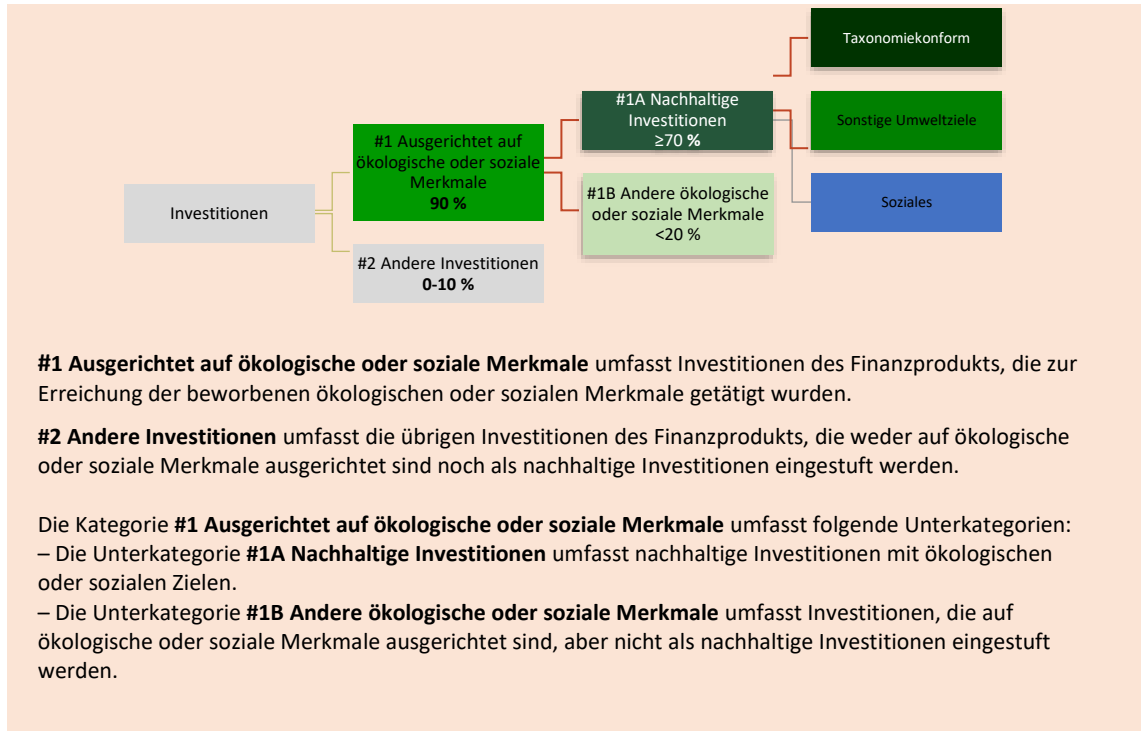 Taxonomiekonform
#1A Nachhaltige
Investitionen
≥70 %
Sonstige Umweltziele
#1 Ausgerichtet auf
ökologische oder soziale
Merkmale
90 %
#1B Andere ökologische
oder soziale Merkmale
<20 %
Soziales
Investitionen
#2 Andere Investitionen
0-10 %
#1 Ausgerichtet auf ökologische oder soziale Merkmale umfasst Investitionen des Finanzprodukts, die zur
Erreichung der beworbenen ökologischen oder sozialen Merkmale getätigt wurden.
#2 Andere Investitionen umfasst die übrigen Investitionen des Finanzprodukts, die weder auf ökologische
oder soziale Merkmale ausgerichtet sind noch als nachhaltige Investitionen eingestuft werden.
Die Kategorie #1 Ausgerichtet auf ökologische oder soziale Merkmale umfasst folgende Unterkategorien:
– Die Unterkategorie #1A Nachhaltige Investitionen umfasst nachhaltige Investitionen mit ökologischen
oder sozialen Zielen.
– Die Unterkategorie #1B Andere ökologische oder soziale Merkmale umfasst Investitionen, die auf
ökologische oder soziale Merkmale ausgerichtet sind, aber nicht als nachhaltige Investitionen eingestuft
werden.